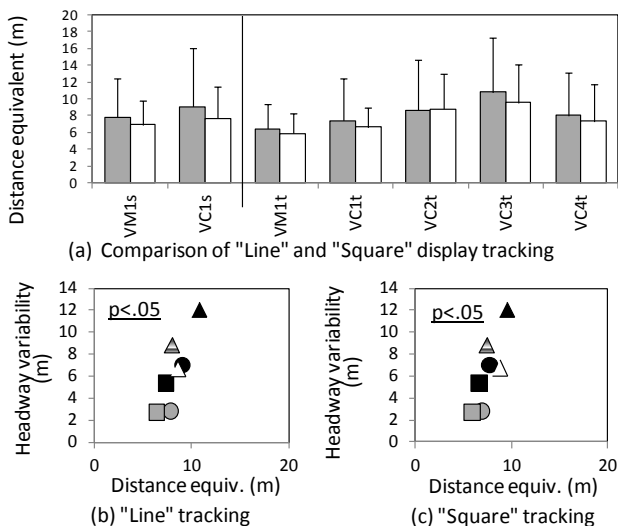 Distance equivalent (m)
20
18
16
14
12
10
8
6
4
2
0
VM1s
VC1s
VM1t
VC1t
VC2t
VC3t
VC4t
(a) Comparison of "Line" and "Square" display tracking
Headway variability
(m)
14
12
10
8
6
4
2
0
p<.05
0
10
20
Distance equiv. (m)
(b) "Line" tracking
Headway variability
(m)
14
12
10
8
6
4
2
0
p<.05
0
10
20
Distance equiv. (m)
(c) "Square" tracking